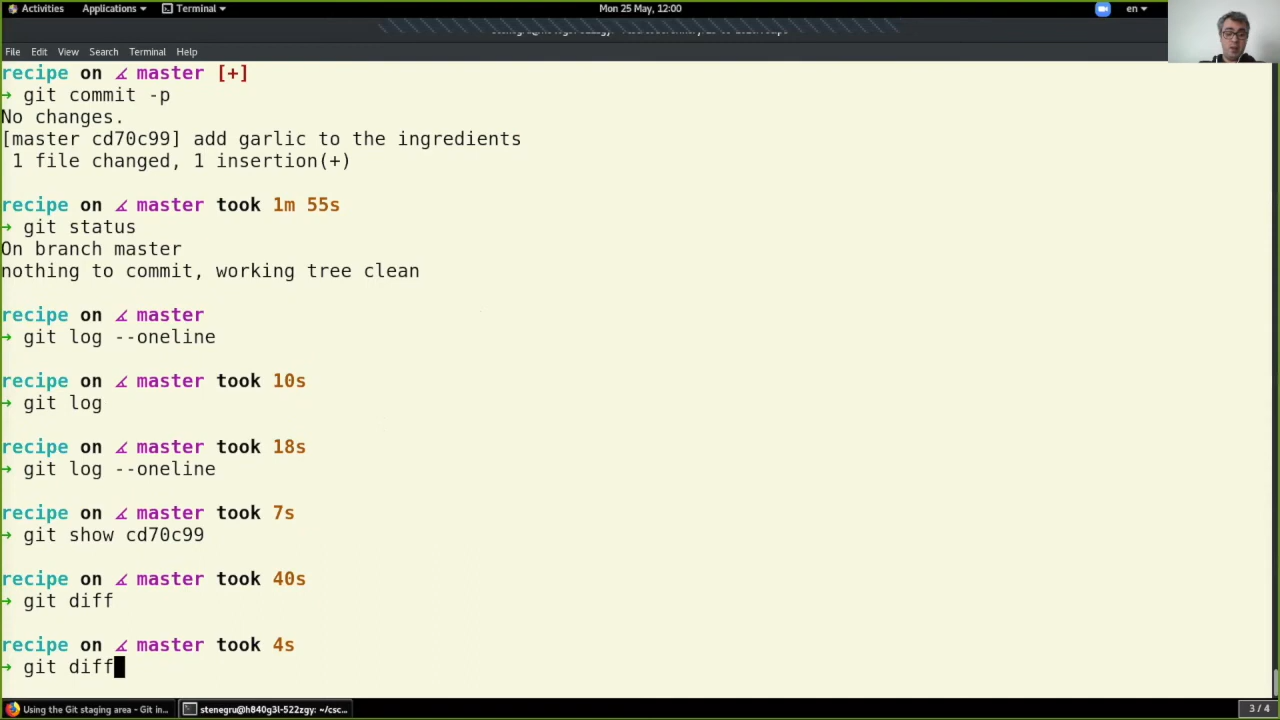 Activities Applications Terminal Mon 25 May, 12:00 en
File Edit View Search Terminal Help
recipe on master [+]
➜ git commit -p
No changes.
[master cd70c99] add garlic to the ingredients
1 file changed, 1 insertion(+)
recipe on master took 1m 55s
➜ git status
On branch master
nothing to commit, working tree clean
recipe on master
➜ git log --oneline
recipe on master took 10s
➜ git log
recipe on master took 18s
➜ git log --oneline
recipe on master took 7s
➜ git show cd70c99
recipe on master took 40s
➜ git diff
recipe on master took 4s
➜ git diff
Using the Git staging area - Git in... stenegru@h840g3l-522zgy: ~/csc... 3 / 4